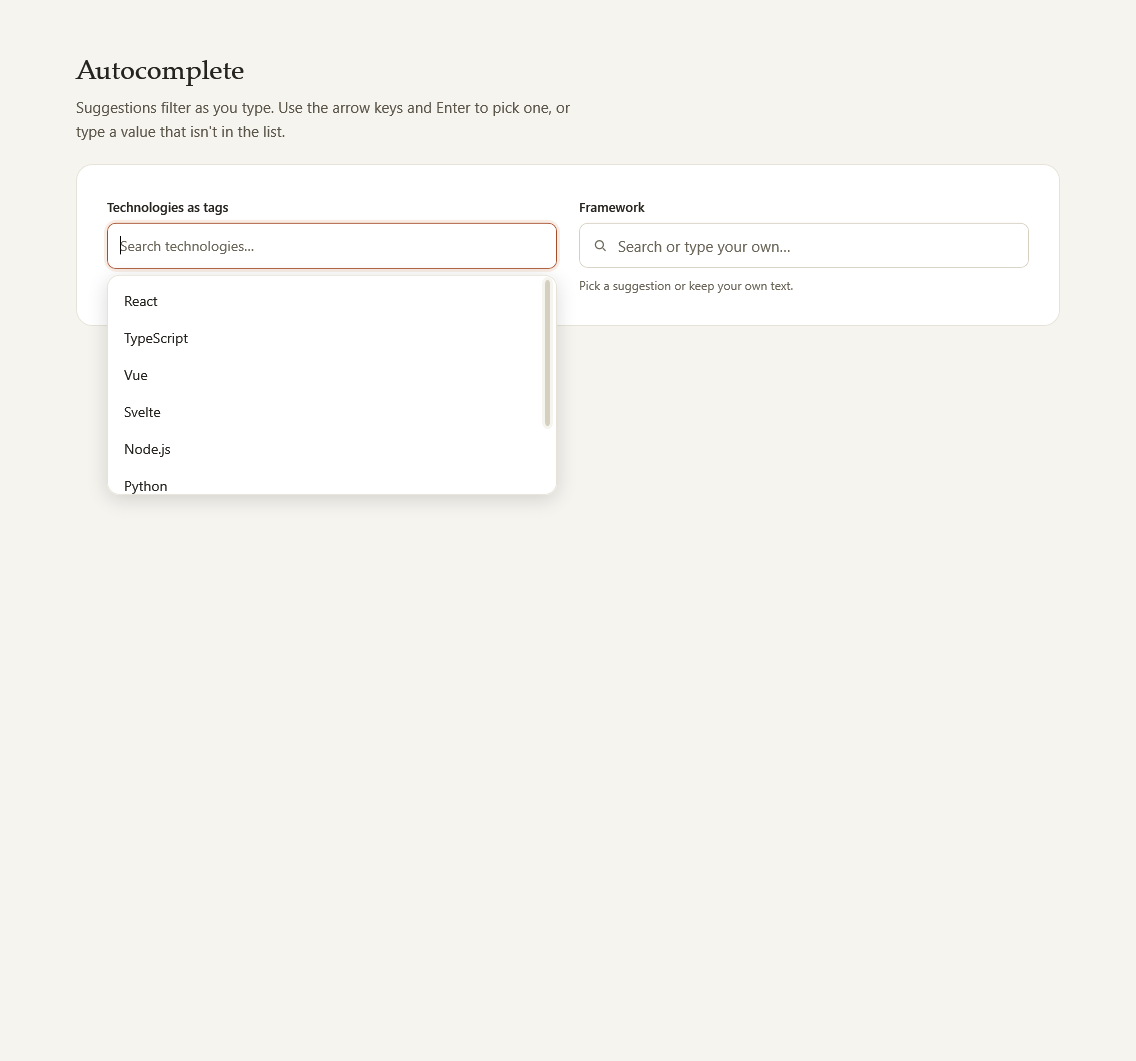 Autocomplete
Suggestions filter as you type. Use the arrow keys and Enter to pick one, or
type a value that isn't in the list.
Technologies as tags
Search technologies...
React
TypeScript
Vue
Svelte
Node.js
Python
Framework
Search or type your own...
Pick a suggestion or keep your own text.